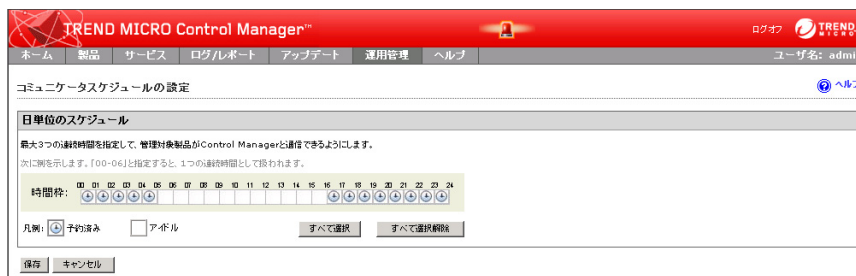 TREND MICRO Control Manager™
ログオフ
TREND
MICRO
ホーム 製品 サービス ログ/レポート アップデート 運用管理 ヘルプ ユーザ名: admi
コミュニケータスケジュールの設定
ヘルプ
日単位のスケジュール
最大3つの連続時間を指定して、管理対象製品がControl Managerと通信できるようにします。
次に例を示します。「00-06」と指定すると、1つの連続時間として扱われます。
時間枠: 00 01 02 03 04 05 06 07 08 09 10 11 12 13 14 15 16 17 18 19 20 21 22 23 24
凡例: 予約済み アイドル すべて選択 すべて選択解除
保存 キャンセル